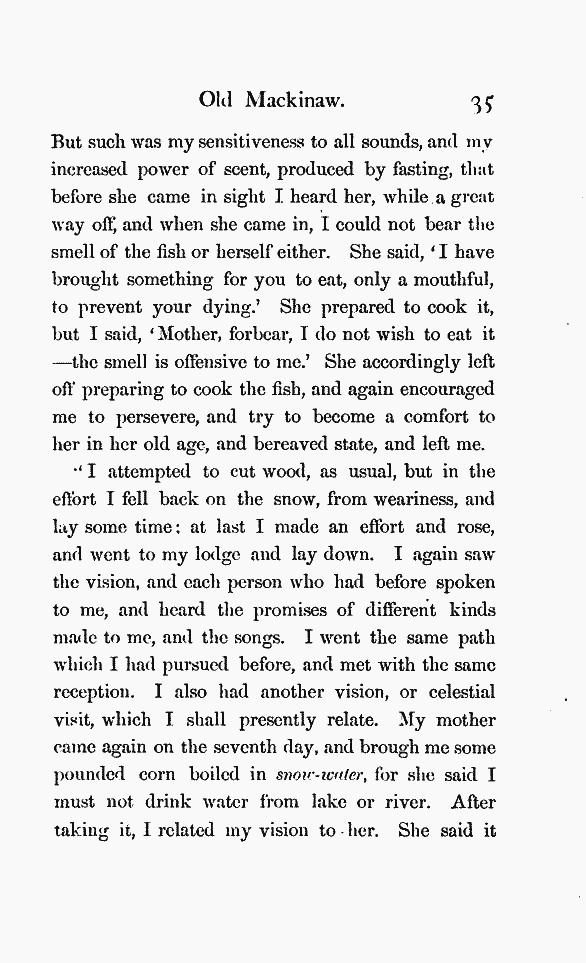 Old Mackinaw. 35
But such was my sensitiveness to all sounds, and my
increased power of scent, produced by fasting, that
before she came in sight I heard her, while a great
way off, and when she came in, I could not bear the
smell of the fish or herself either. She said, ‘I have
brought something for you to eat, only a mouthful,
to prevent your dying.’ She prepared to cook it,
but I said, ‘Mother, forbear, I do not wish to eat it
—the smell is offensive to me.’ She accordingly left
off preparing to cook the fish, and again encouraged
me to persevere, and try to become a comfort to
her in her old age, and bereaved state, and left me.
“I attempted to cut wood, as usual, but in the
effort I fell back on the snow, from weariness, and
lay some time; at last I made an effort and rose,
and went to my lodge and lay down. I again saw
the vision, and each person who had before spoken
to me, and heard the promises of different kinds
made to me, and the songs. I went the same path
which I had pursued before, and met with the same
reception. I also had another vision, or celestial
visit, which I shall presently relate. My mother
came again on the seventh day, and brough me some
pounded corn boiled in snow-water, for she said I
must not drink water from lake or river. After
taking it, I related my vision to her. She said it